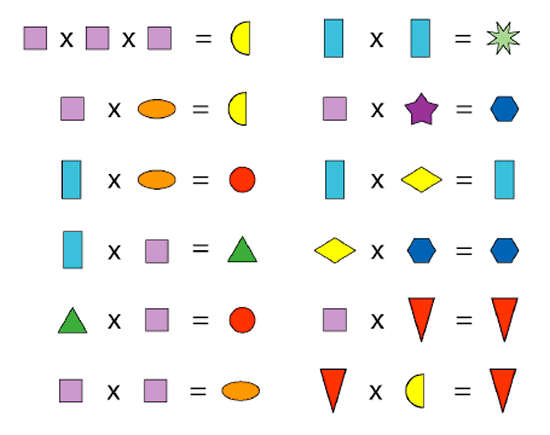 x x = x =
x = x =
x = x =
x = x =
x = x =
x = x =